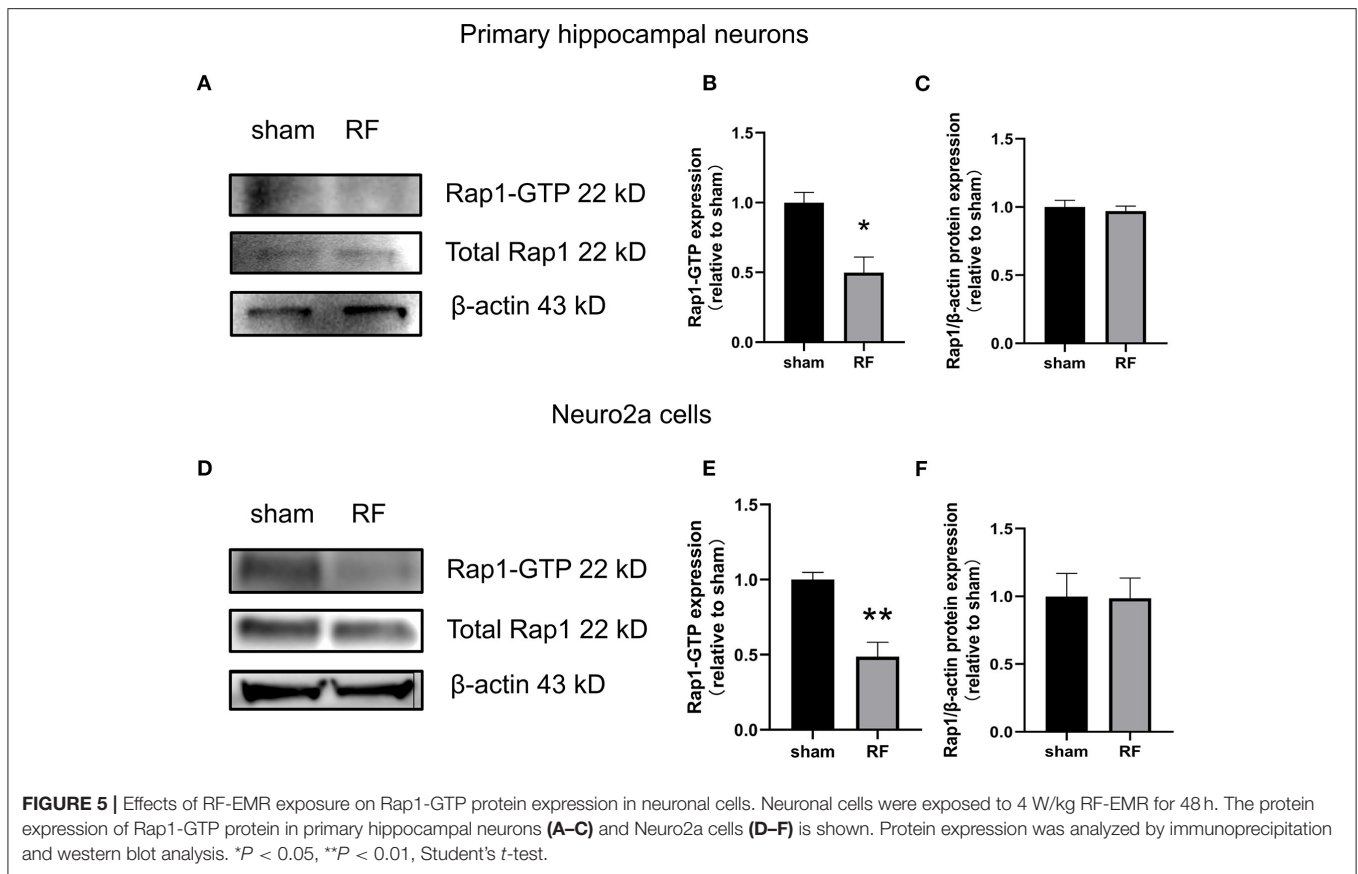 Primary hippocampal neurons
A
B
C
sham RF
Rap1-GTP 22 kD
Total Rap1 22 kD
β-actin 43 kD
Rap1-GTP expression
(relative to sham)
1.5
1.0
0.5
0.0
*
sham RF
Rap1/β-actin protein expression
(relative to sham)
1.5
1.0
0.5
0.0
sham RF
Neuro2a cells
D
E
F
sham RF
Rap1-GTP 22 kD
Total Rap1 22 kD
β-actin 43 kD
Rap1-GTP expression
(relative to sham)
1.5
1.0
0.5
0.0
**
sham RF
Rap1/β-actin protein expression
(relative to sham)
1.5
1.0
0.5
0.0
sham RF
FIGURE 5 | Effects of RF-EMR exposure on Rap1-GTP protein expression in neuronal cells. Neuronal cells were exposed to 4 W/kg RF-EMR for 48 h. The protein
expression of Rap1-GTP protein in primary hippocampal neurons (A–C) and Neuro2a cells (D–F) is shown. Protein expression was analyzed by immunoprecipitation
and western blot analysis. *P < 0.05, **P < 0.01, Student's t-test.